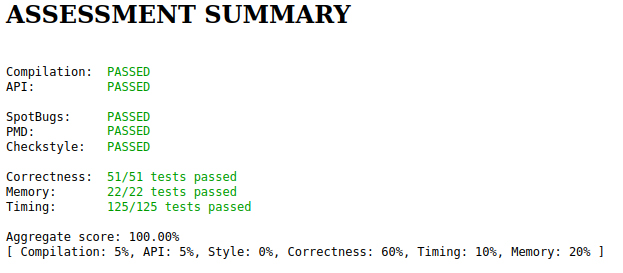 ASSESSMENT SUMMARY
Compilation: PASSED
API: PASSED
SpotBugs: PASSED
PMD: PASSED
Checkstyle: PASSED
Correctness: 51/51 tests passed
Memory: 22/22 tests passed
Timing: 125/125 tests passed
Aggregate score: 100.00%
[ Compilation: 5%, API: 5%, Style: 0%, Correctness: 60%, Timing: 10%, Memory: 20% ]